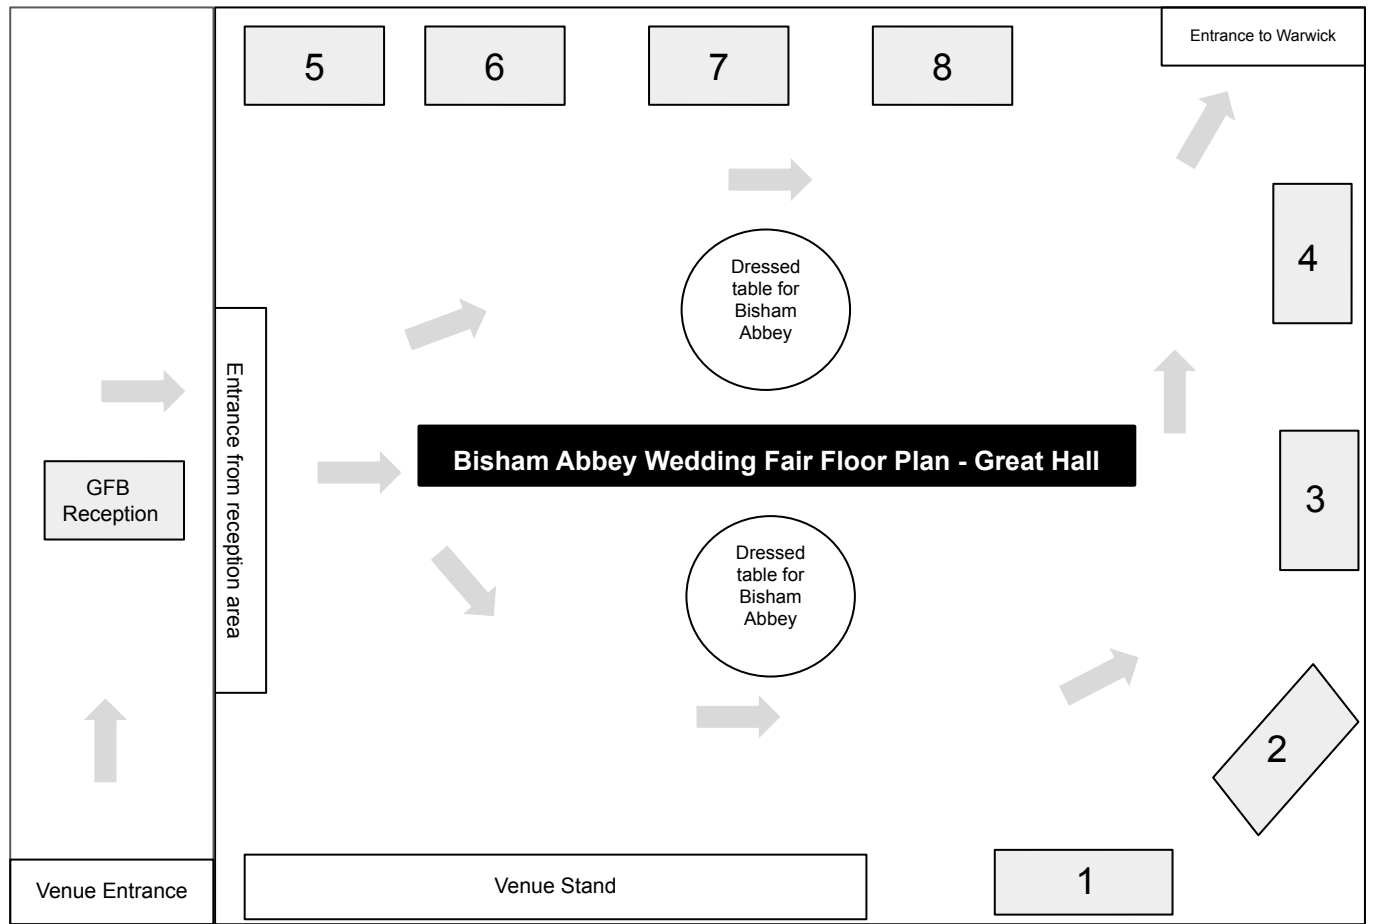 5
6
7
8
Entrance to Warwick
4
Dressed
table for
Bisham
Abbey
Entrance from reception area
Bisham Abbey Wedding Fair Floor Plan - Great Hall
GFB
Reception
3
Dressed
table for
Bisham
Abbey
2
Venue Entrance
Venue Stand
1